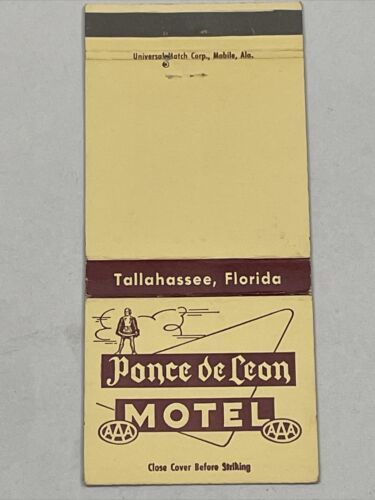 Universal Match Corp., Mobile, Ala.
Tallahassee, Florida
Ponce de Leon
MOTEL
AAA AAA
Close Cover Before Striking